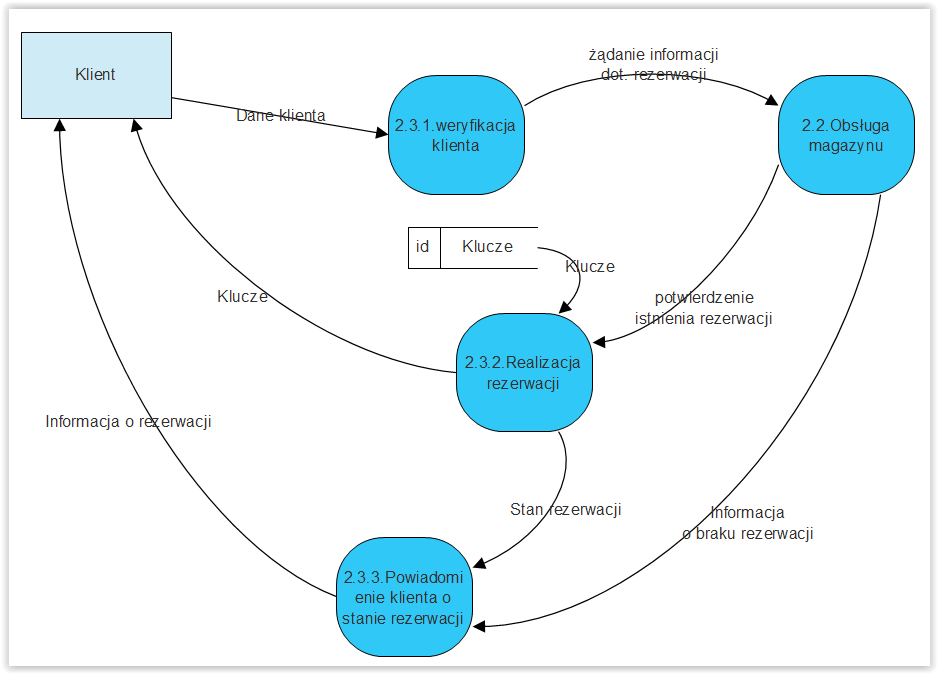 Klient
Dane klienta
2.3.1.weryfikacja
klienta
żądanie informacji
dot. rezerwacji
2.2.Obsługa
magazynu
id
Klucze
Klucze
Klucze
potwierdzenie
istnienia rezerwacji
2.3.2.Realizacja
rezerwacji
Informacja o rezerwacji
Stan rezerwacji
Informacja
o braku rezerwacji
2.3.3.Powiadomi
enie klienta o
stanie rezerwacji